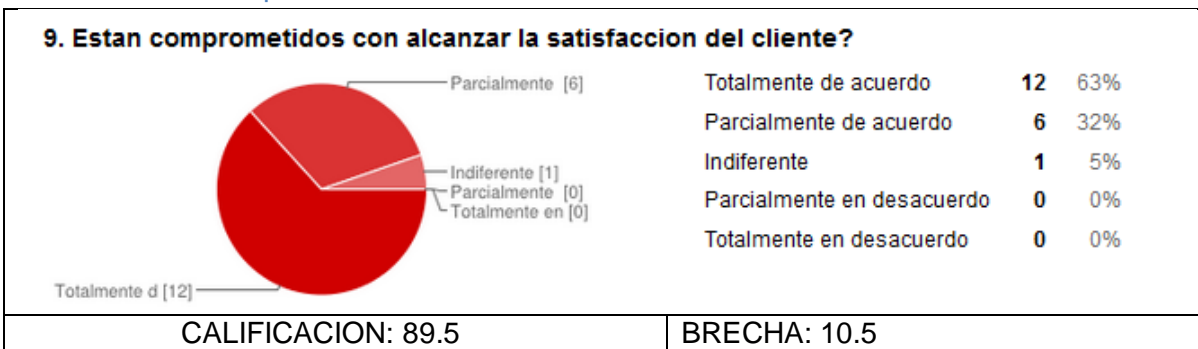 9. Estan comprometidos con alcanzar la satisfaccion del cliente?
Parcialmente [6]
Indiferente [1]
Parcialmente [0]
Totalmente en [0]
Totalmente d [12]
Totalmente de acuerdo 12 63%
Parcialmente de acuerdo 6 32%
Indiferente 1 5%
Parcialmente en desacuerdo 0 0%
Totalmente en desacuerdo 0 0%
CALIFICACION: 89.5
BRECHA: 10.5